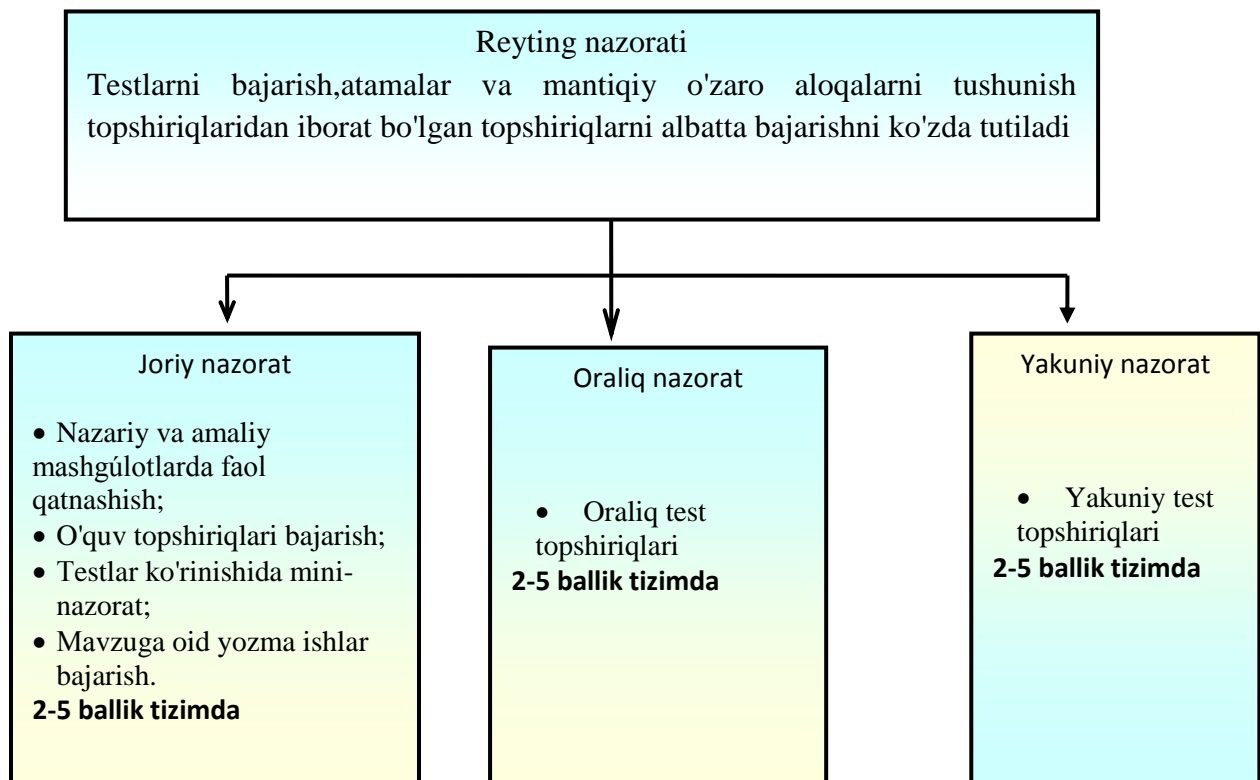 Reyting nazorati
Testlarni bajarish,atamalar va mantiqiy o'zaro aloqalarni tushunish
topshiriqlaridan iborat bo'lgan topshiriqlarni albatta bajarishni ko'zda tutiladi
Joriy nazorat
• Nazariy va amaliy
mashgúlotlarda faol
qatnashish;
• O'quv topshiriqlari bajarish;
• Testlar ko'rinishida mini-
nazorat;
• Mavzuga oid yozma ishlar
bajarish.
2-5 ballik tizimda
Oraliq nazorat
• Oraliq test
topshiriqlari
2-5 ballik tizimda
Yakuniy nazorat
• Yakuniy test
topshiriqlari
2-5 ballik tizimda